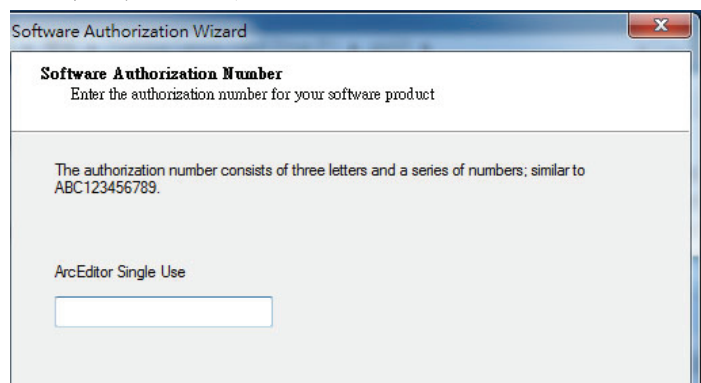 Software Authorization Wizard
Software Authorization Number
Enter the authorization number for your software product
The authorization number consists of three letters and a series of numbers; similar to
ABC123456789.
ArcEditor Single Use